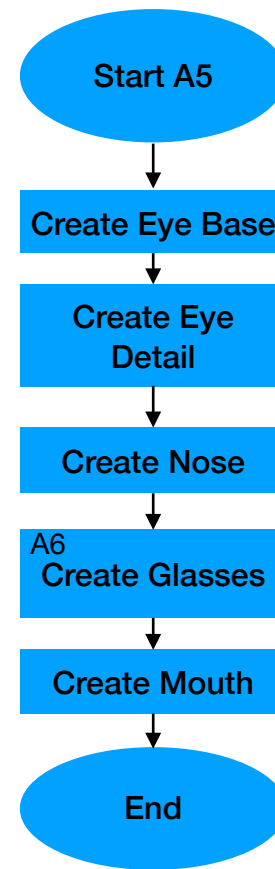 Start A5
Create Eye Base
Create Eye
Detail
Create Nose
A6
Create Glasses
Create Mouth
End